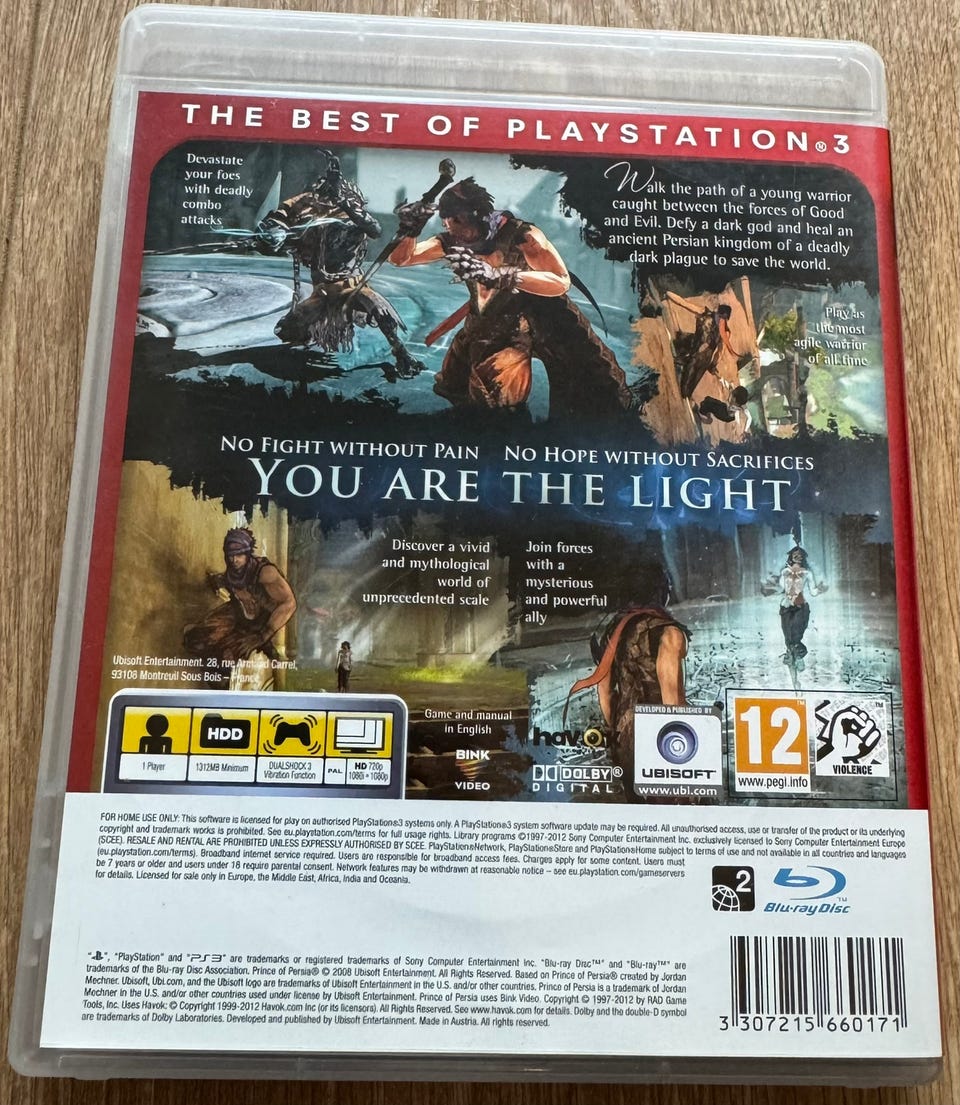 THE BEST OF PLAYSTATION®3
Devastate
your foes
with deadly
combo
attacks
Walk the path of a young warrior
caught between the forces of Good
and Evil. Defy a dark god and heal an
ancient Persian kingdom of a deadly
dark plague to save the world.
Play as
the most
agile warrior
of all time
NO FIGHT WITHOUT PAIN NO HOPE WITHOUT SACRIFICES
YOU ARE THE LIGHT
Discover a vivid
and mythological
world of
unprecedented scale
Join forces
with a
mysterious
and powerful
ally
Ubisoft Entertainment. 28, rue Armand Carrel,
93108 Montreuil Sous Bois – France
1 Player
HDD
1312MB Minimum
DUALSHOCK 3
Vibration Function
PAL
HD 720p
1080i • 1080p
Game and manual
in English
BINK
VIDEO
havok
DOLBY®
DIGITAL
DEVELOPED & PUBLISHED BY
UBISOFT
www.ubi.com
12™
www.pegi.info
VIOLENCE
FOR HOME USE ONLY: This software is licensed for play on authorised PlayStation®3 systems only. A PlayStation®3 system software update may be required. All unauthorised access, use or transfer of the product or its underlying
copyright and trademark works is prohibited. See eu.playstation.com/terms for full usage rights. Library programs ©1997-2012 Sony Computer Entertainment Inc. exclusively licensed to Sony Computer Entertainment Europe
(SCEE). RESALE AND RENTAL ARE PROHIBITED UNLESS EXPRESSLY AUTHORISED BY SCEE. PlayStation®Network, PlayStation®Store and PlayStation®Home subject to terms of use and not available in all countries and languages
(eu.playstation.com/terms). Broadband internet service required. Users are responsible for broadband access fees. Charges apply for some content. Users must
be 7 years or older and users under 18 require parental consent. Network features may be withdrawn at reasonable notice – see eu.playstation.com/gameservers
for details. Licensed for sale only in Europe, the Middle East, Africa, India and Oceania.
2
Blu-ray Disc™
" ", "PlayStation" and "PS3" are trademarks or registered trademarks of Sony Computer Entertainment Inc. "Blu-ray Disc™" and "Blu-ray™" are
trademarks of the Blu-ray Disc Association. Prince of Persia® © 2008 Ubisoft Entertainment. All Rights Reserved. Based on Prince of Persia® created by Jordan
Mechner. Ubisoft, Ubi.com, and the Ubisoft logo are trademarks of Ubisoft Entertainment in the U.S. and/or other countries. Prince of Persia is a trademark of Jordan
Mechner in the U.S. and/or other countries used under license by Ubisoft Entertainment. Prince of Persia uses Bink Video. Copyright © 1997-2012 by RAD Game
Tools, Inc. Uses Havok: © Copyright 1999-2012 Havok.com Inc (or its licensors). All Rights Reserved. See www.havok.com for details. Dolby and the double-D symbol
are trademarks of Dolby Laboratories. Developed and published by Ubisoft Entertainment. Made in Austria. All rights reserved.
3 307215 660171